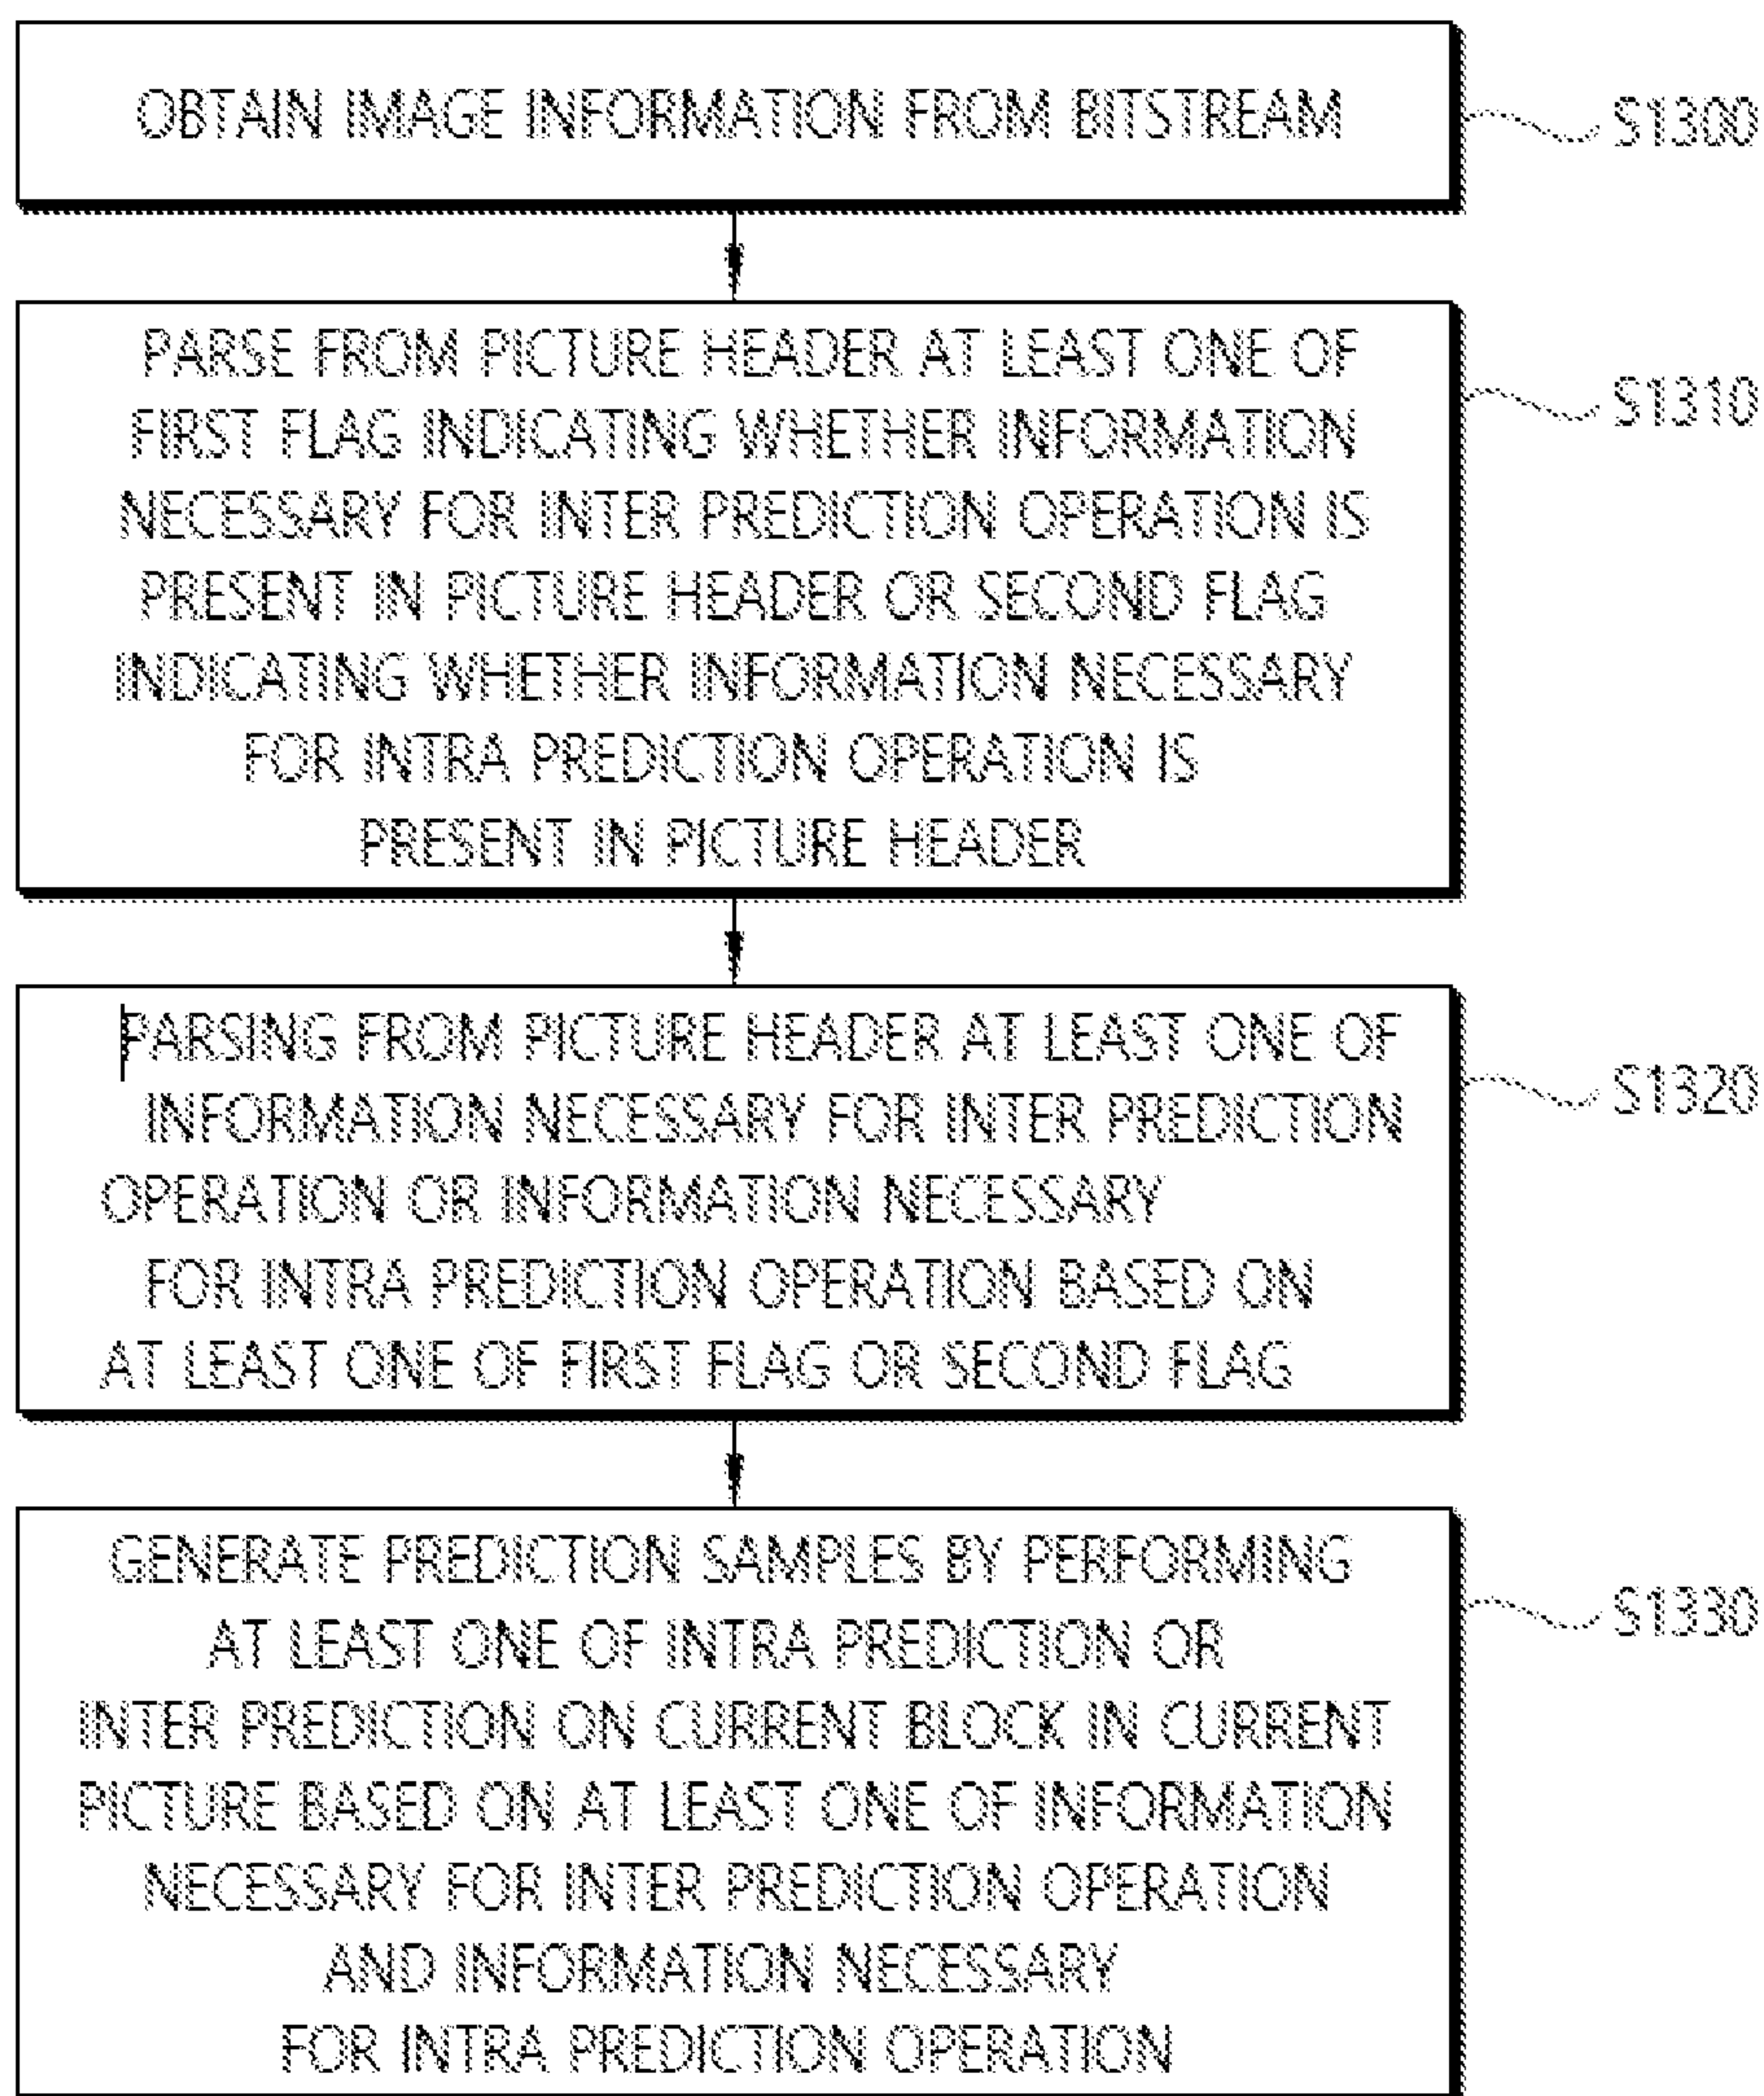 OBTAIN IMAGE INFORMATION FROM BITSTREAM
S1300
PARSE FROM PICTURE HEADER AT LEAST ONE OF
FIRST FLAG INDICATING WHETHER INFORMATION
NECESSARY FOR INTER PREDICTION OPERATION IS
PRESENT IN PICTURE HEADER OR SECOND FLAG
INDICATING WHETHER INFORMATION NECESSARY
FOR INTRA PREDICTION OPERATION IS
PRESENT IN PICTURE HEADER
S1310
PARSING FROM PICTURE HEADER AT LEAST ONE OF
INFORMATION NECESSARY FOR INTER PREDICTION
OPERATION OR INFORMATION NECESSARY
FOR INTRA PREDICTION OPERATION BASED ON
AT LEAST ONE OF FIRST FLAG OR SECOND FLAG
S1320
GENERATE PREDICTION SAMPLES BY PERFORMING
AT LEAST ONE OF INTRA PREDICTION OR
INTER PREDICTION ON CURRENT BLOCK IN CURRENT
PICTURE BASED ON AT LEAST ONE OF INFORMATION
NECESSARY FOR INTER PREDICTION OPERATION
AND INFORMATION NECESSARY
FOR INTRA PREDICTION OPERATION
S1330